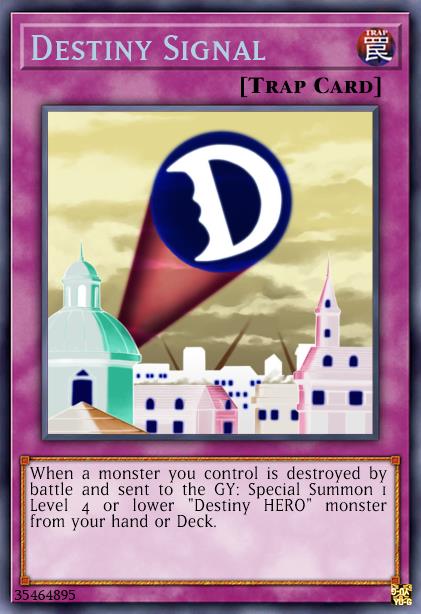 DESTINY SIGNAL
TRAP
罠
[TRAP CARD]
D
When a monster you control is destroyed by
battle and sent to the GY: Special Summon 1
Level 4 or lower "Destiny HERO" monster
from your hand or Deck.
35464895